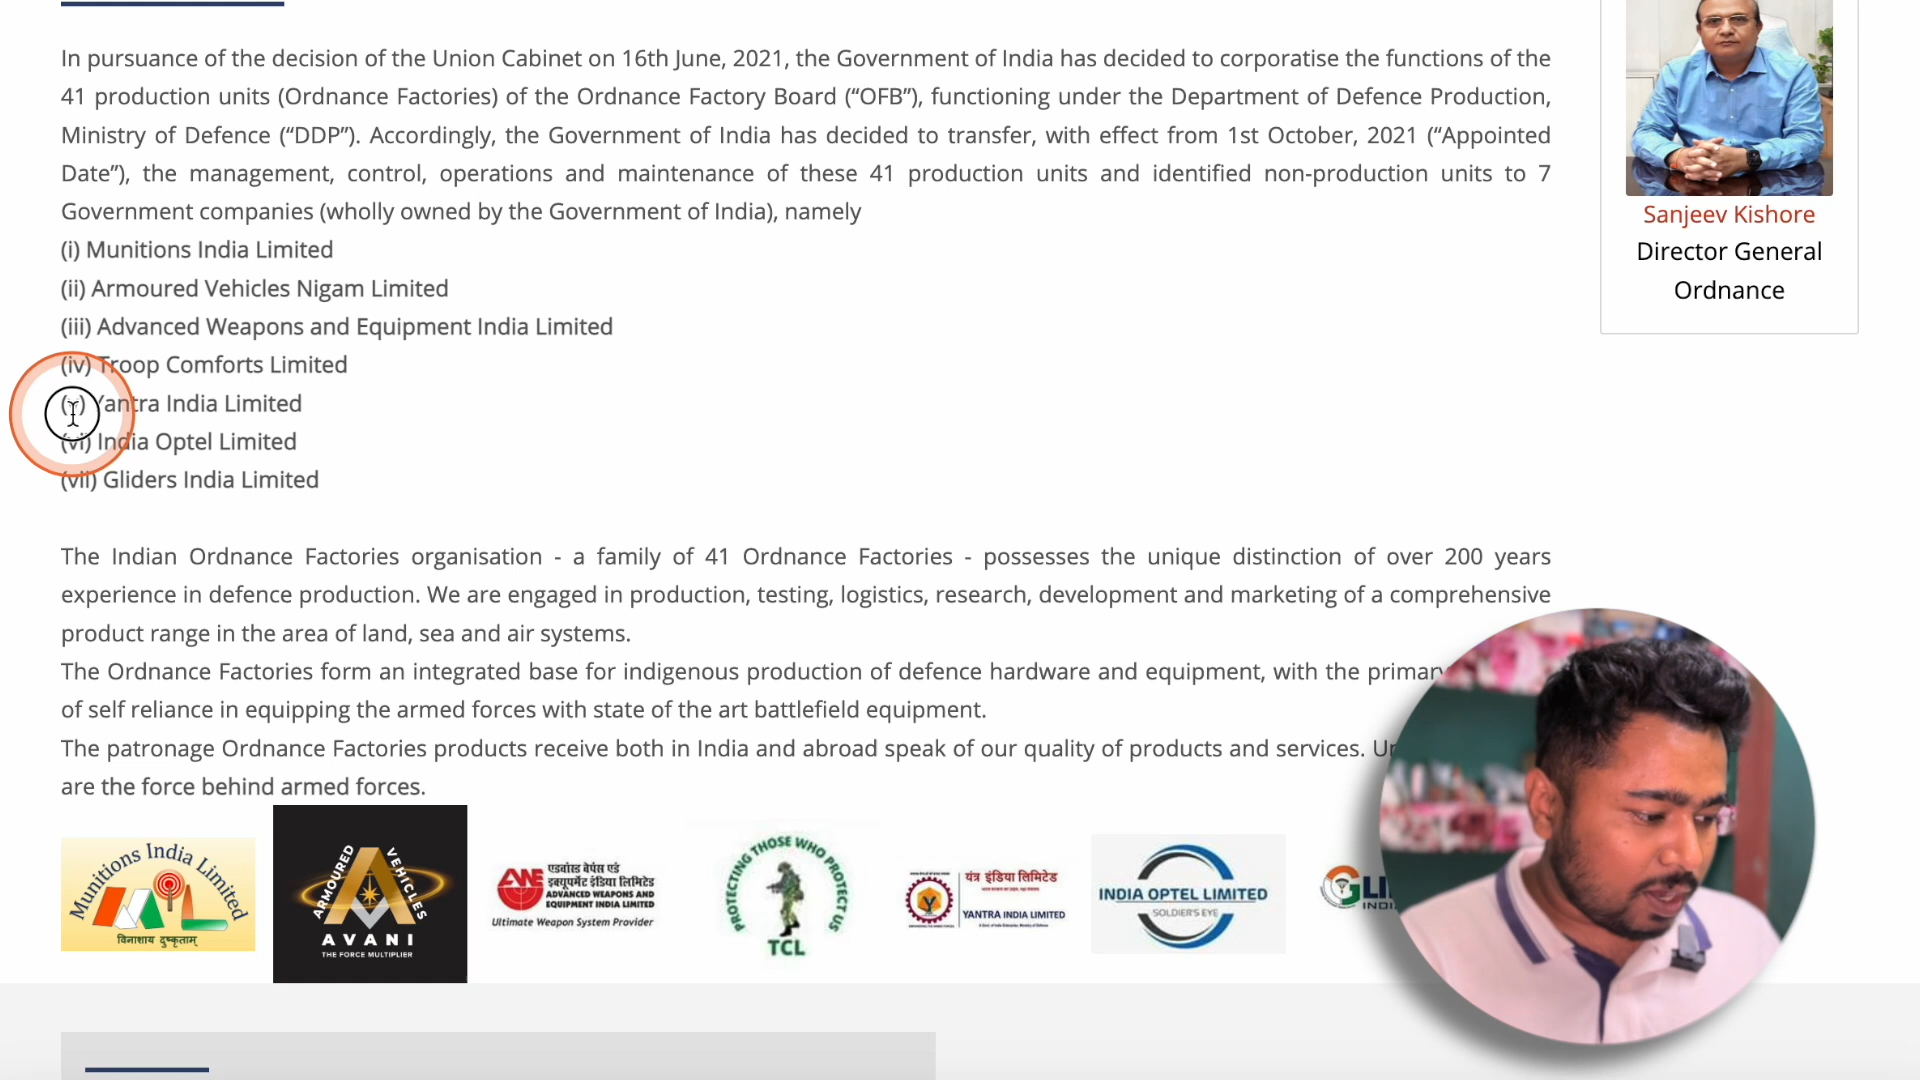 In pursuance of the decision of the Union Cabinet on 16th June, 2021, the Government of India has decided to corporatise the functions of the
41 production units (Ordnance Factories) of the Ordnance Factory Board (“OFB”), functioning under the Department of Defence Production,
Ministry of Defence (“DDP”). Accordingly, the Government of India has decided to transfer, with effect from 1st October, 2021 (“Appointed
Date”), the management, control, operations and maintenance of these 41 production units and identified non-production units to 7
Government companies (wholly owned by the Government of India), namely
(i) Munitions India Limited
(ii) Armoured Vehicles Nigam Limited
(iii) Advanced Weapons and Equipment India Limited
(iv) Troop Comforts Limited
(v) Yantra India Limited
(vi) India Optel Limited
(vii) Gliders India Limited
Sanjeev Kishore
Director General
Ordnance
The Indian Ordnance Factories organisation - a family of 41 Ordnance Factories - possesses the unique distinction of over 200 years
experience in defence production. We are engaged in production, testing, logistics, research, development and marketing of a comprehensive
product range in the area of land, sea and air systems.
The Ordnance Factories form an integrated base for indigenous production of defence hardware and equipment, with the primary
of self reliance in equipping the armed forces with state of the art battlefield equipment.
The patronage Ordnance Factories products receive both in India and abroad speak of our quality of products and services.
are the force behind armed forces.
Munitions India Limited
MIL
विनाशाय दुष्कृताम्
ARMOURED VEHICLES
AVANI
THE FORCE MULTIPLIER
AWE
एडवांस्ड वेपंस एंड
इक्यूपमेंट इंडिया लिमिटेड
ADVANCED WEAPONS AND
EQUIPMENT INDIA LIMITED
Ultimate Weapon System Provider
PROTECTING THOSE WHO PROTECT US
TCL
यंत्र इंडिया लिमिटेड
YANTRA INDIA LIMITED
INDIA OPTEL LIMITED
SOLDIER'S EYE
GLI
INDI